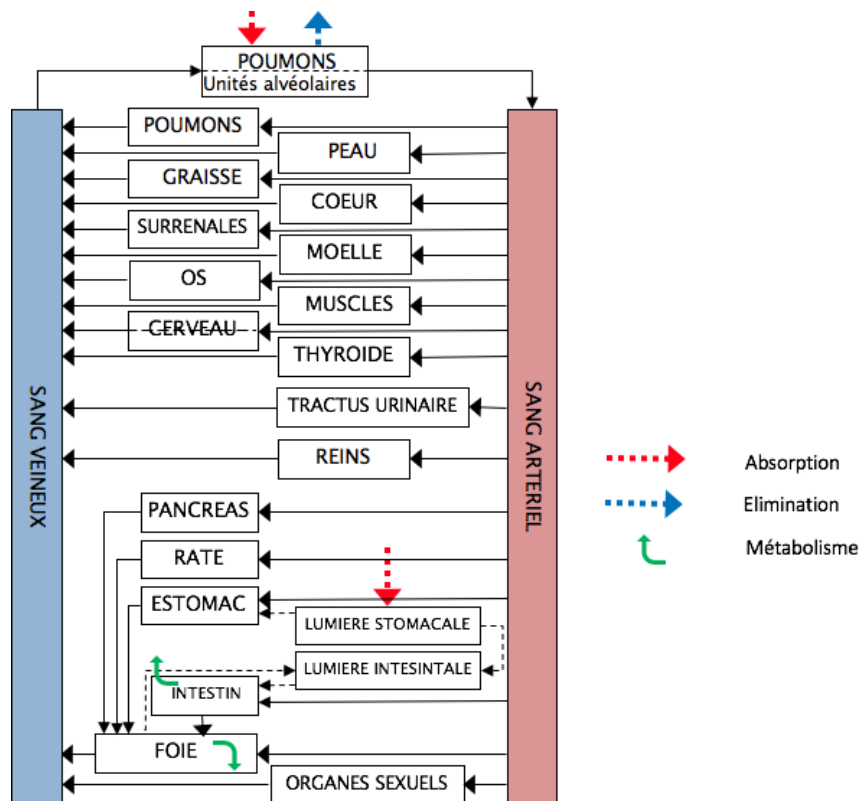 POUMONS
Unités alvéolaires
POUMONS
PEAU
GRAISSE
COEUR
SURRENALES
MOELLE
OS
MUSCLES
CERVEAU
THYROIDE
TRACTUS URINAIRE
REINS
PANCREAS
RATE
ESTOMAC
LUMIERE STOMACALE
LUMIERE INTESINTALE
INTESTIN
FOIE
ORGANES SEXUELS
SANG VEINEUX
SANG ARTERIEL
Absorption
Elimination
Métabolisme